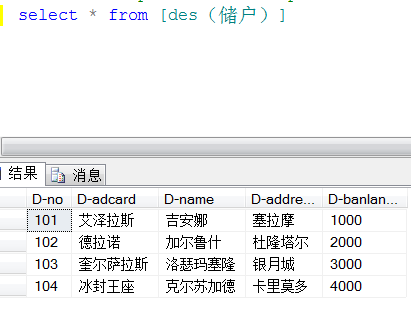 select * from [des（储户）]
结果 消息
D-no D-adcard D-name D-addre... D-banlan...
101 艾泽拉斯 吉安娜 塞拉摩 1000
102 德拉诺 加尔鲁什 杜隆塔尔 2000
103 奎尔萨拉斯 洛瑟玛塞隆 银月城 3000
104 冰封王座 克尔苏加德 卡里莫多 4000